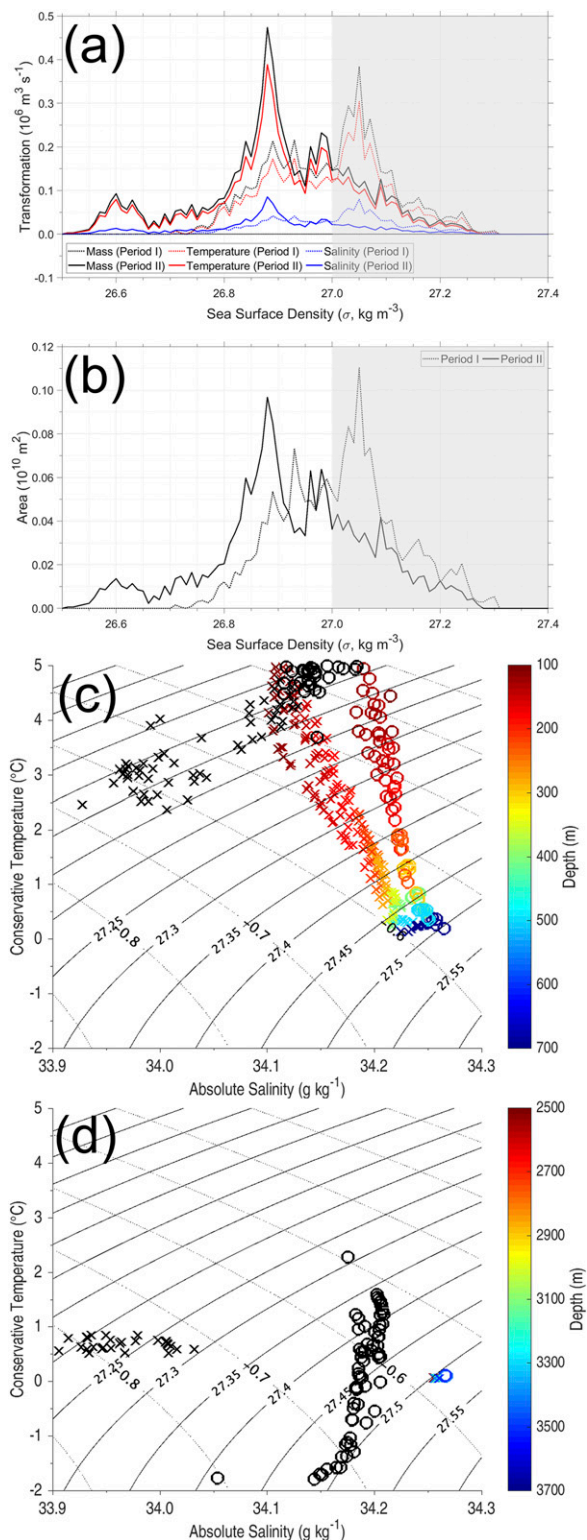 (a)
0.5
0.4
0.3
0.2
0.1
0.0
-0.1
Transformation (10⁶ m³ s⁻¹)
Mass (Period I) Temperature (Period I) Salinity (Period I)
Mass (Period II) Temperature (Period II) Salinity (Period II)
26.6 26.8 27.0 27.2 27.4
Sea Surface Density (σ, kg m⁻³)
(b)
Period I Period II
0.12
0.10
0.08
0.06
0.04
0.02
0.00
Area (10¹⁰ m²)
26.6 26.8 27.0 27.2 27.4
Sea Surface Density (σ, kg m⁻³)
(c)
5
4
3
2
1
0
-1
-2
Conservative Temperature (°C)
27.25 -0.8 27.3 27.35 -0.7 27.4 27.45 27.5 27.55
33.9 34.0 34.1 34.2 34.3
Absolute Salinity (g kg⁻¹)
100
200
300
400
500
600
700
Depth (m)
(d)
5
4
3
2
1
0
-1
-2
Conservative Temperature (°C)
27.25 -0.8 27.3 27.35 -0.7 27.4 27.45 -0.6 27.5 27.55
33.9 34.0 34.1 34.2 34.3
Absolute Salinity (g kg⁻¹)
2500
2700
2900
3100
3300
3500
3700
Depth (m)